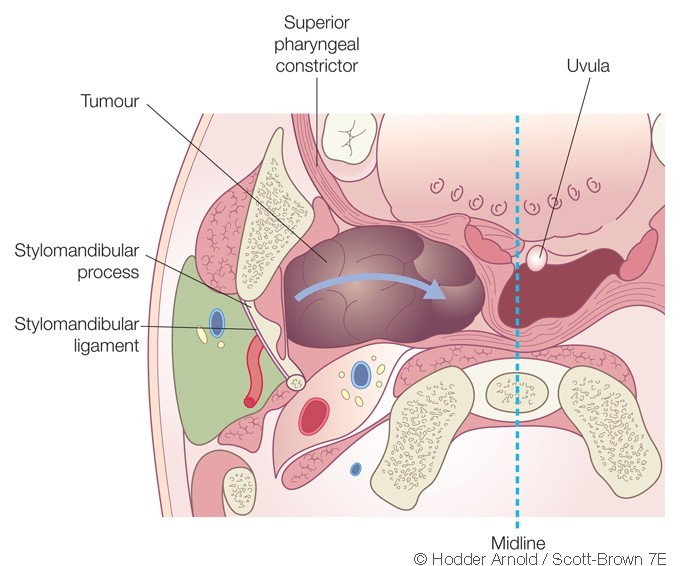 Superior
pharyngeal
constrictor
Uvula
Tumour
Stylomandibular
process
Stylomandibular
ligament
Midline
© Hodder Arnold / Scott-Brown 7E